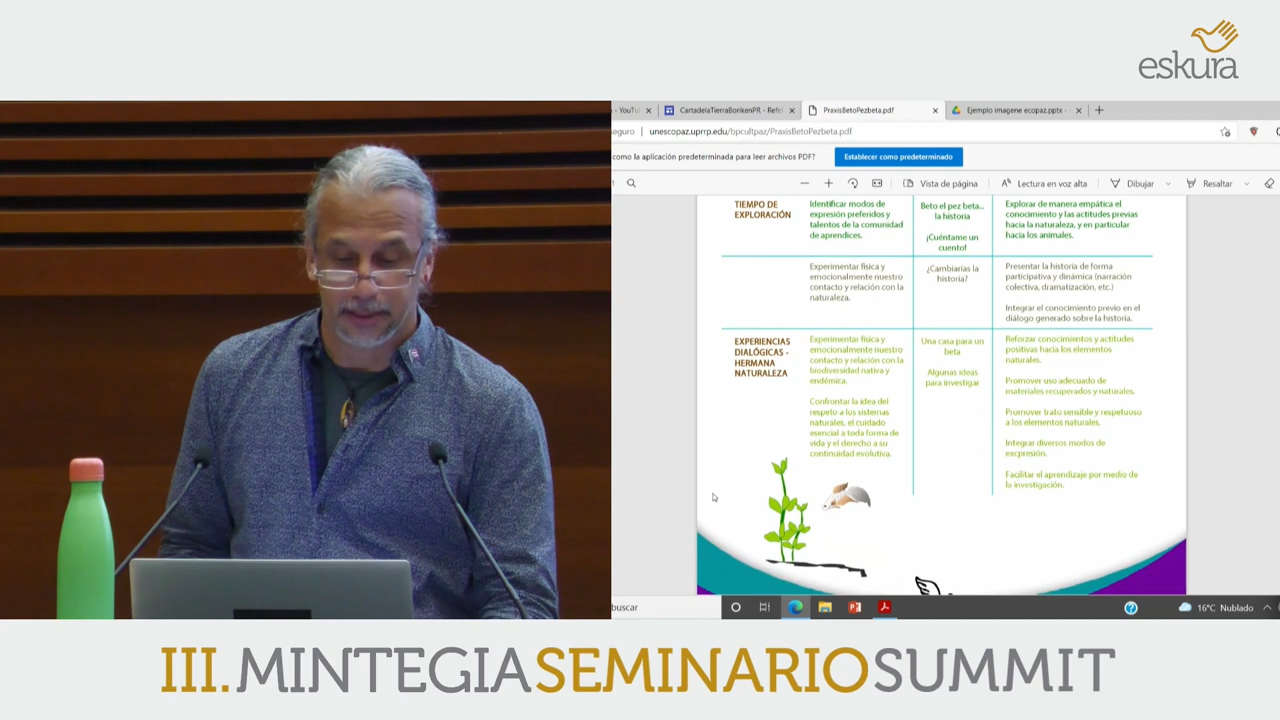 eskura
- YouTu
CartadelaTierraBorikenPR - Refel
PraxisBetoPezbeta.pdf
Ejemplo imagene ecopaz.pptx -
eguro
unescopaz.uprrp.edu/bpcultpaz/PraxisBetoPezbeta.pdf
como la aplicación predeterminada para leer archivos PDF?
Establecer como predeterminado
Vista de página
Lectura en voz alta
Dibujar
Resaltar
TIEMPO DE
EXPLORACIÓN
Identificar modos de
expresión preferidos y
talentos de la comunidad
de aprendices.
Beto el pez beta...
la historia
¡Cuéntame un
cuento!
Explorar de manera empática el
conocimiento y las actitudes previas
hacia la naturaleza, y en particular
hacia los animales.
Experimentar física y
emocionalmente nuestro
contacto y relación con la
naturaleza.
¿Cambiarías la
historia?
Presentar la historia de forma
participativa y dinámica (narración
colectiva, dramatización, etc.)
Integrar el conocimiento previo en el
diálogo generado sobre la historia.
EXPERIENCIAS
DIALÓGICAS -
HERMANA
NATURALEZA
Experimentar física y
emocionalmente nuestro
contacto y relación con la
biodiversidad nativa y
endémica.
Confrontar la idea del
respeto a los sistemas
naturales, el cuidado
esencial a toda forma de
vida y el derecho a su
continuidad evolutiva.
Una casa para un
beta
Algunas ideas
para investigar
Reforzar conocimientos y actitudes
positivas hacia los elementos
naturales.
Promover uso adecuado de
materiales recuperados y naturales.
Promover trato sensible y respetuoso
a los elementos naturales.
Integrar diversos modos de
excpresión.
Facilitar el aprendizaje por medio de
la investigación.
buscar
16°C Nublado
III.MINTEGIASEMINARIOSUMMIT